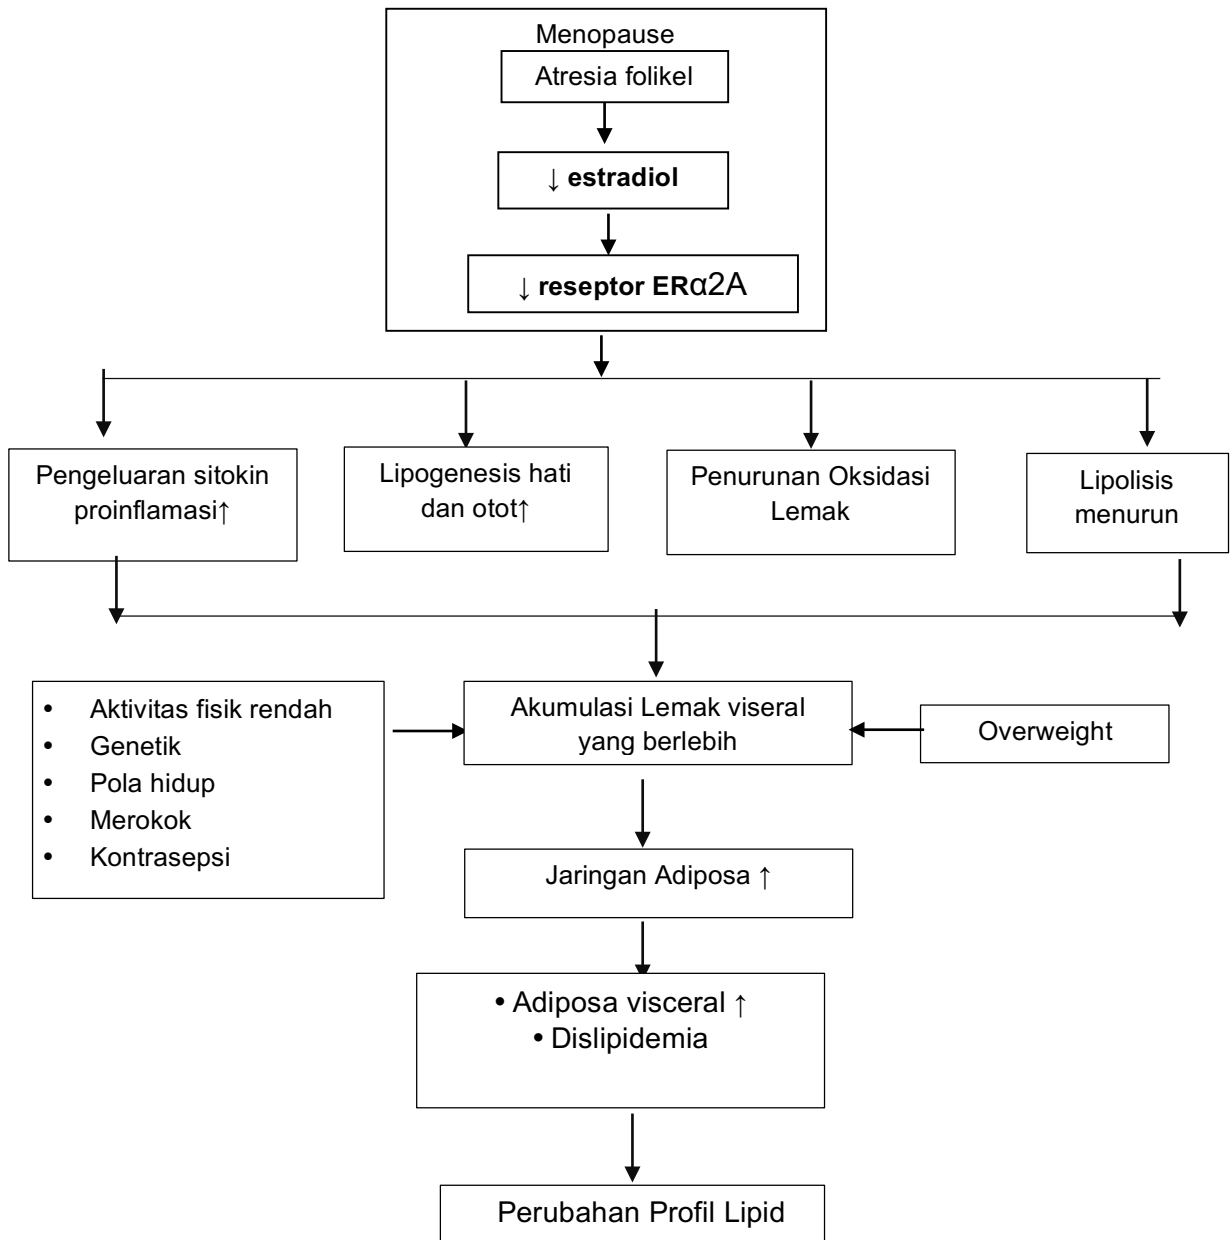 Menopause
Atresia folikel
↓ estradiol
↓ reseptor ERα2A
Pengeluaran sitokin
proinflamasi↑
Lipogenesis hati
dan otot↑
Penurunan Oksidasi
Lemak
Lipolisis
menurun
• Aktivitas fisik rendah
• Genetik
• Pola hidup
• Merokok
• Kontrasepsi
Akumulasi Lemak viseral
yang berlebih
Overweight
Jaringan Adiposa ↑
• Adiposa visceral ↑
• Dislipidemia
Perubahan Profil Lipid